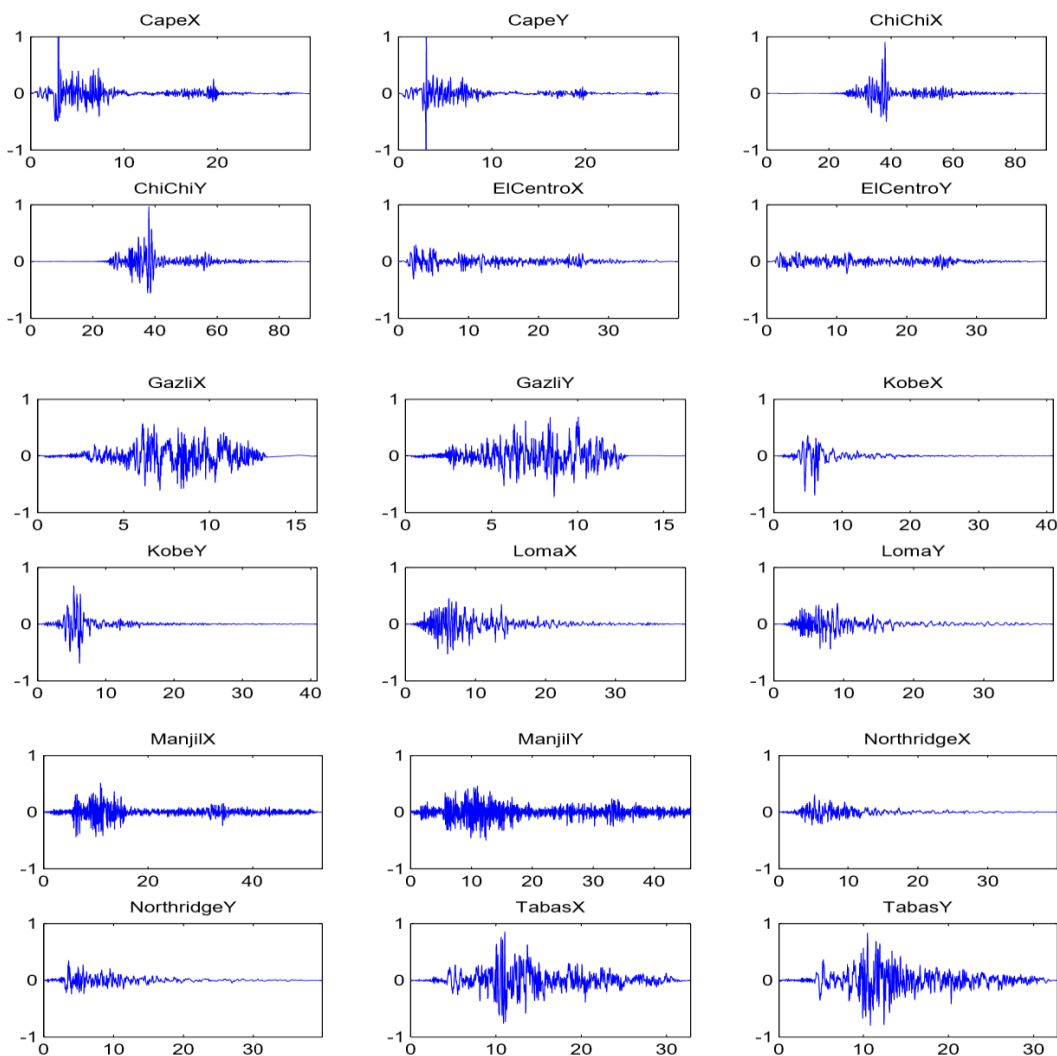 CapeX CapeY ChiChiX
1 1 1
0 0 0
-1 -1 -1
0 10 20 0 10 20 0 20 40 60 80
ChiChiY ElCentroX ElCentroY
1 1 1
0 0 0
-1 -1 -1
0 20 40 60 80 0 10 20 30 0 10 20 30
GazliX GazliY KobeX
1 1 1
0 0 0
-1 -1 -1
0 5 10 15 0 5 10 15 0 10 20 30 40
KobeY LomaX LomaY
1 1 1
0 0 0
-1 -1 -1
0 10 20 30 40 0 10 20 30 0 10 20 30
ManjilX ManjilY NorthridgeX
1 1 1
0 0 0
-1 -1 -1
0 20 40 0 10 20 30 40 0 10 20 30
NorthridgeY TabasX TabasY
1 1 1
0 0 0
-1 -1 -1
0 10 20 30 0 10 20 30 0 10 20 30